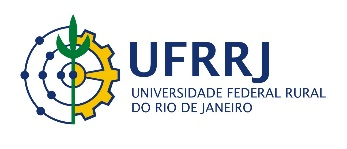 UFRRJ
UNIVERSIDADE FEDERAL RURAL
DO RIO DE JANEIRO